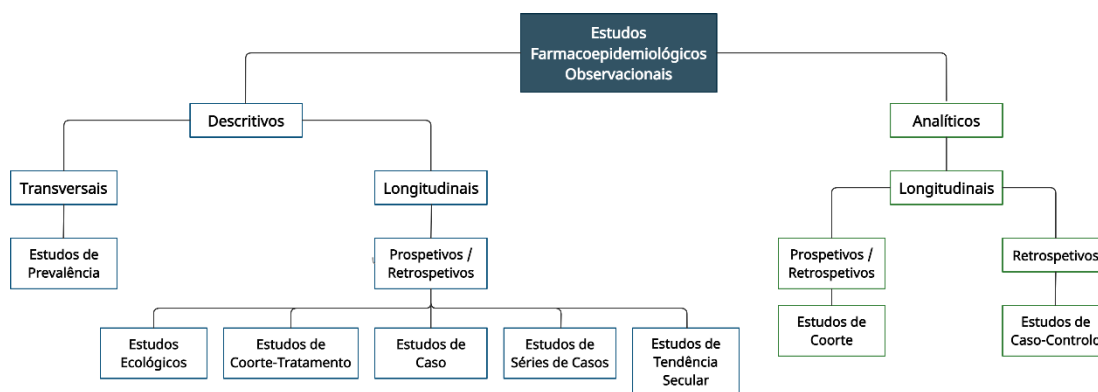 Estudos
Farmacoepidemiológicos
Observacionais
Descritivos
Analíticos
Transversais
Longitudinais
Longitudinais
Estudos de
Prevalência
Prospetivos /
Retrospetivos
Prospetivos /
Retrospetivos
Retrospetivos
Estudos
Ecológicos
Estudos de
Coorte-Tratamento
Estudos de
Caso
Estudos de
Séries de Casos
Estudos de
Tendência
Secular
Estudos de
Coorte
Estudos de
Caso-Controlo